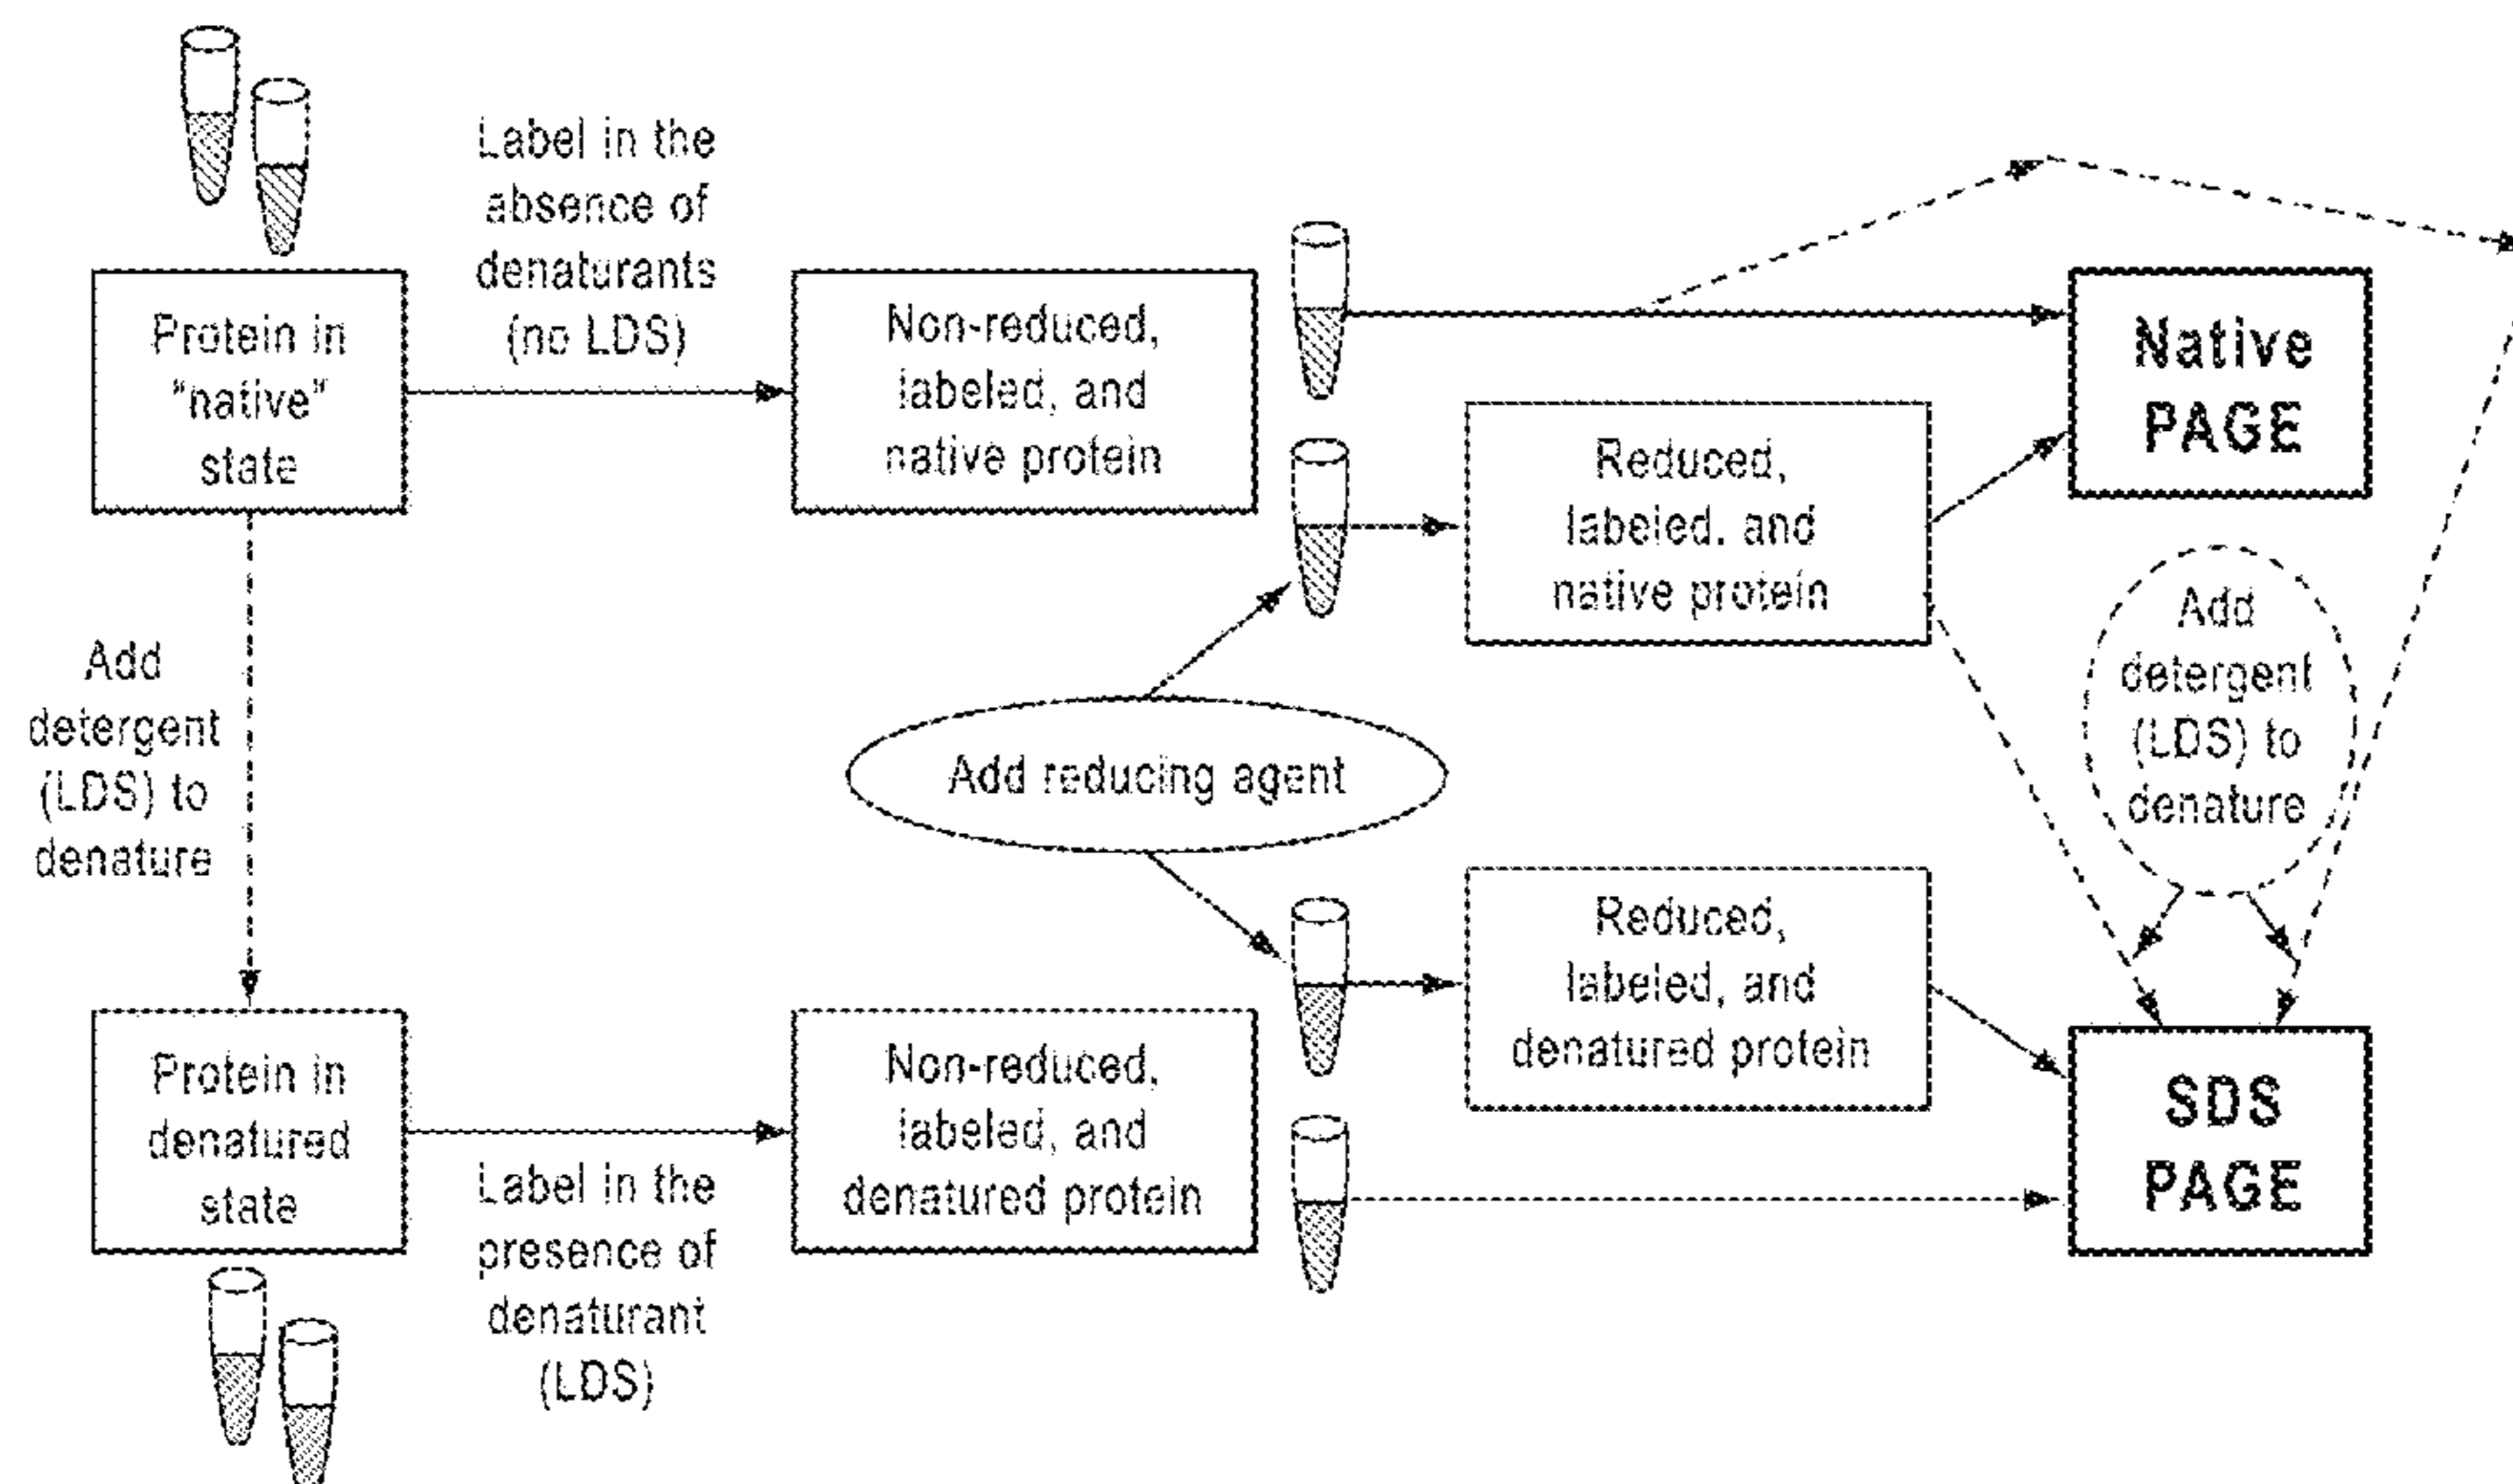 Label in the
absence of
denaturants
(no LDS)
Protein in
"native"
state
Non-reduced,
labeled, and
native protein
Native
PAGE
Reduced,
labeled. and
native protein
Add
detergent
(LDS) to
denature
Add
detergent
(LDS) to
denature
Add reducing agent
Reduced,
labeled, and
denatured protein
Protein in
denatured
state
Non-reduced,
labeled, and
denatured protein
SDS
PAGE
Label in the
presence of
denaturant
(LDS)